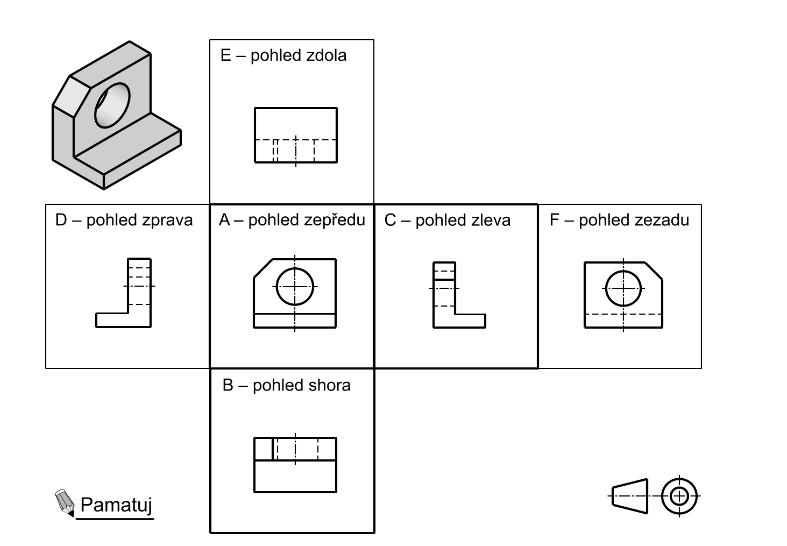 E – pohled zdola
D – pohled zprava
A – pohled zepředu
C – pohled zleva
F – pohled zezadu
B – pohled shora
Pamatuj